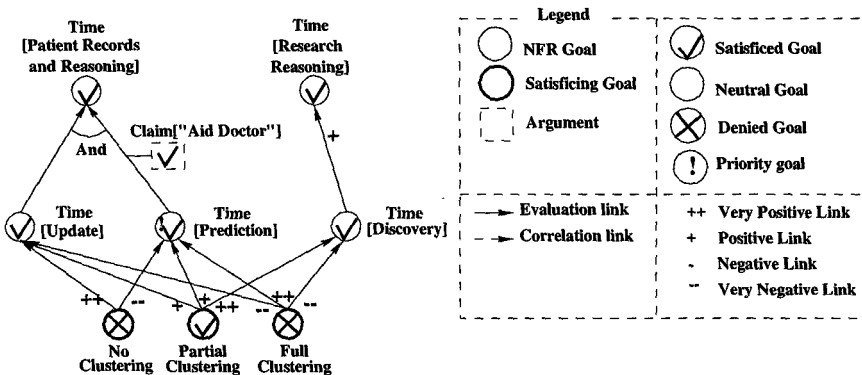 Time
[Patient Records
and Reasoning]
Time
[Research
Reasoning]
Claim["Aid Doctor"]
And
+
Time
[Update]
! Time
[Prediction]
Time
[Discovery]
++ -- + + ++ -- ++ --
No
Clustering
Partial
Clustering
Full
Clustering
Legend
NFR Goal
Satisficing Goal
Argument
Satisficed Goal
Neutral Goal
Denied Goal
! Priority goal
Evaluation link
Correlation link
++ Very Positive Link
+ Positive Link
- Negative Link
-- Very Negative Link